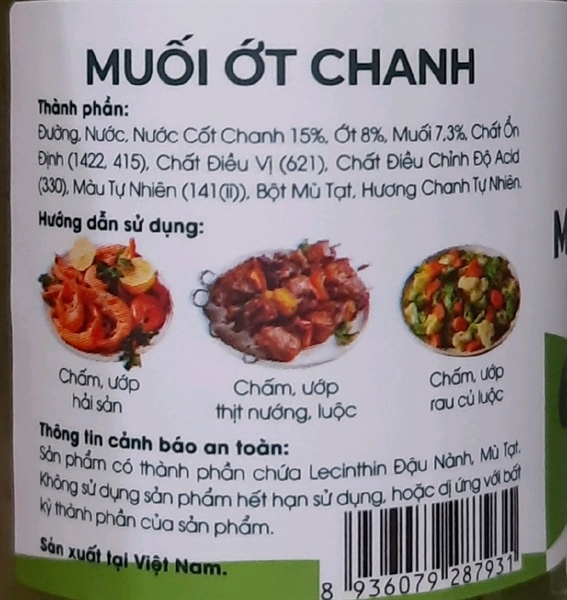 MUỐI ỚT CHANH
Thành phần:
Đường, Nước, Nước Cốt Chanh 15%, Ớt 8%, Muối 7,3%, Chất Ổn
Định (1422, 415), Chất Điều Vị (621), Chất Điều Chỉnh Độ Acid
(330), Màu Tự Nhiên (141(ii)), Bột Mù Tạt, Hương Chanh Tự Nhiên.
Hướng dẫn sử dụng:
Chấm, ướp
hải sản
Chấm, ướp
thịt nướng, luộc
Chấm, ướp
rau củ luộc
Thông tin cảnh báo an toàn:
Sản phẩm có thành phần chứa Lecinthin Đậu Nành, Mù Tạt.
Không sử dụng sản phẩm hết hạn sử dụng, hoặc dị ứng với bất
kỳ thành phần của sản phẩm.
Sản xuất tại Việt Nam.
8 936079 287931